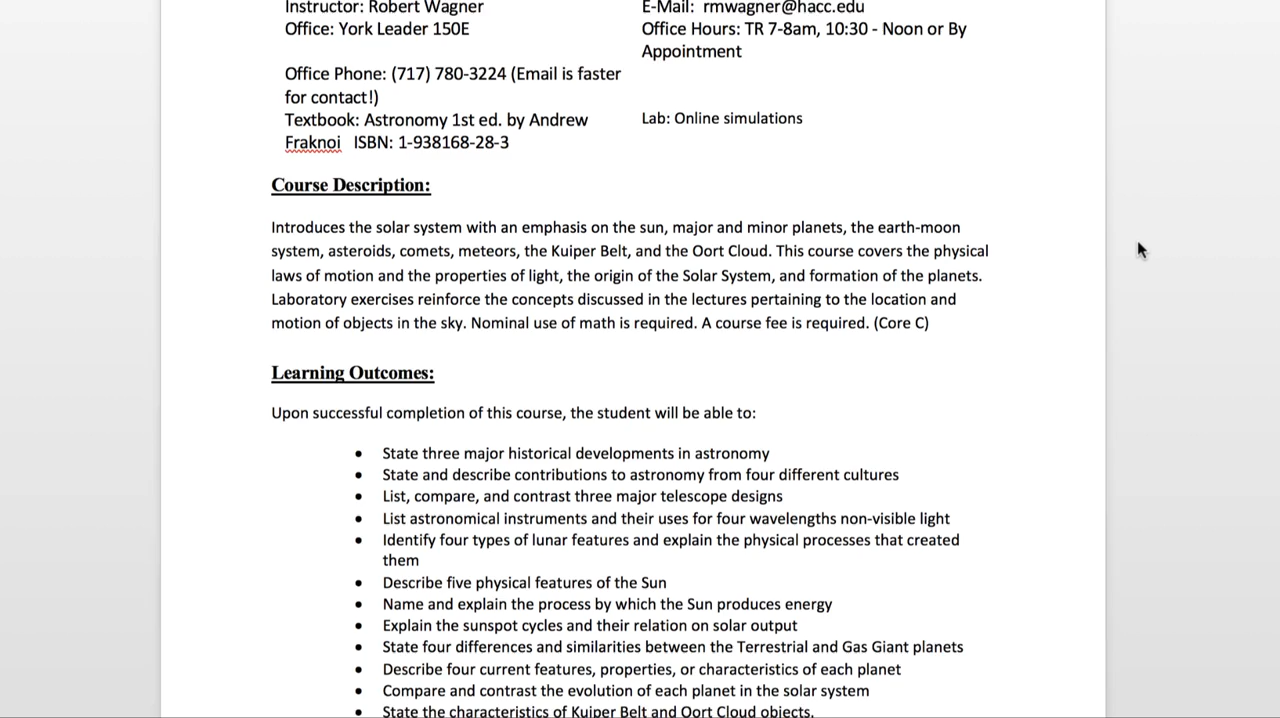 Instructor: Robert Wagner
E-Mail: rmwagner@hacc.edu
Office: York Leader 150E
Office Hours: TR 7-8am, 10:30 - Noon or By
Appointment
Office Phone: (717) 780-3224 (Email is faster
for contact!)
Textbook: Astronomy 1st ed. by Andrew
Fraknoi ISBN: 1-938168-28-3
Lab: Online simulations
Course Description:
Introduces the solar system with an emphasis on the sun, major and minor planets, the earth-moon
system, asteroids, comets, meteors, the Kuiper Belt, and the Oort Cloud. This course covers the physical
laws of motion and the properties of light, the origin of the Solar System, and formation of the planets.
Laboratory exercises reinforce the concepts discussed in the lectures pertaining to the location and
motion of objects in the sky. Nominal use of math is required. A course fee is required. (Core C)
Learning Outcomes:
Upon successful completion of this course, the student will be able to:
• State three major historical developments in astronomy
• State and describe contributions to astronomy from four different cultures
• List, compare, and contrast three major telescope designs
• List astronomical instruments and their uses for four wavelengths non-visible light
• Identify four types of lunar features and explain the physical processes that created
them
• Describe five physical features of the Sun
• Name and explain the process by which the Sun produces energy
• Explain the sunspot cycles and their relation on solar output
• State four differences and similarities between the Terrestrial and Gas Giant planets
• Describe four current features, properties, or characteristics of each planet
• Compare and contrast the evolution of each planet in the solar system
• State the characteristics of Kuiper Belt and Oort Cloud objects.